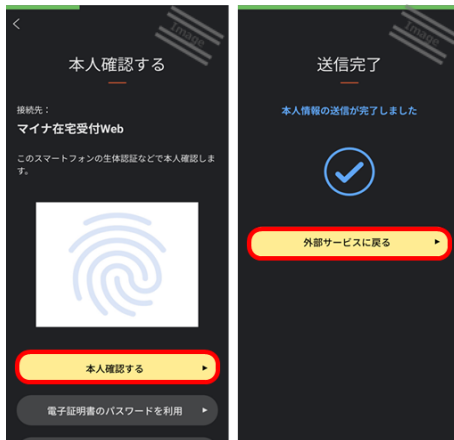 Image
本人確認する
接続先：
マイナ在宅受付Web
このスマートフォンの生体認証などで本人確認しま
す。
本人確認する
電子証明書のパスワードを利用
Image
送信完了
本人情報の送信が完了しました
外部サービスに戻る